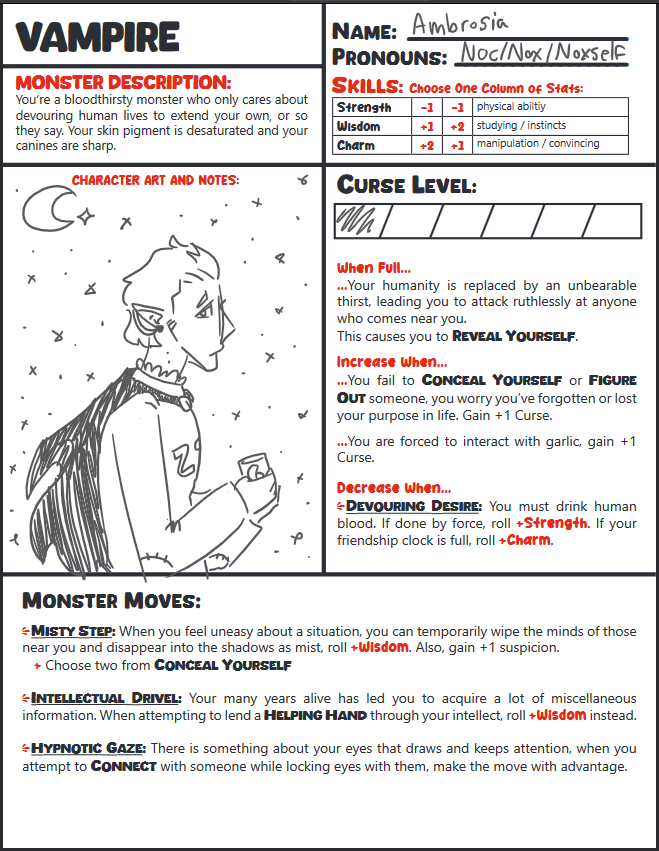 VAMPIRE
NAME: Ambrosia
PRONOUNS: Noc/Nox/Noxself
MONSTER DESCRIPTION:
You're a bloodthirsty monster who only cares about
devouring human lives to extend your own, or so
they say. Your skin pigment is desaturated and your
canines are sharp.
SKILLS: Choose One Column of Stats:
Strength -1 -1 physical abiltiy
Wisdom +1 +2 studying / instincts
Charm +2 +1 manipulation / convincing
CHARACTER ART AND NOTES:
CURSE LEVEL:
When Full...
...Your humanity is replaced by an unbearable
thirst, leading you to attack ruthlessly at anyone
who comes near you.
This causes you to REVEAL YOURSELF.
Increase When...
...You fail to CONCEAL YOURSELF or FIGURE
OUT someone, you worry you've forgotten or lost
your purpose in life. Gain +1 Curse.
...You are forced to interact with garlic, gain +1
Curse.
Decrease When...
DEVOURING DESIRE: You must drink human
blood. If done by force, roll +Strength. If your
friendship clock is full, roll +Charm.
MONSTER MOVES:
MISTY STEP: When you feel uneasy about a situation, you can temporarily wipe the minds of those
near you and disappear into the shadows as mist, roll +Wisdom. Also, gain +1 suspicion.
+ Choose two from CONCEAL YOURSELF
INTELLECTUAL DRIVEL: Your many years alive has led you to acquire a lot of miscellaneous
information. When attempting to lend a HELPING HAND through your intellect, roll +Wisdom instead.
HYPNOTIC GAZE: There is something about your eyes that draws and keeps attention, when you
attempt to CONNECT with someone while locking eyes with them, make the move with advantage.